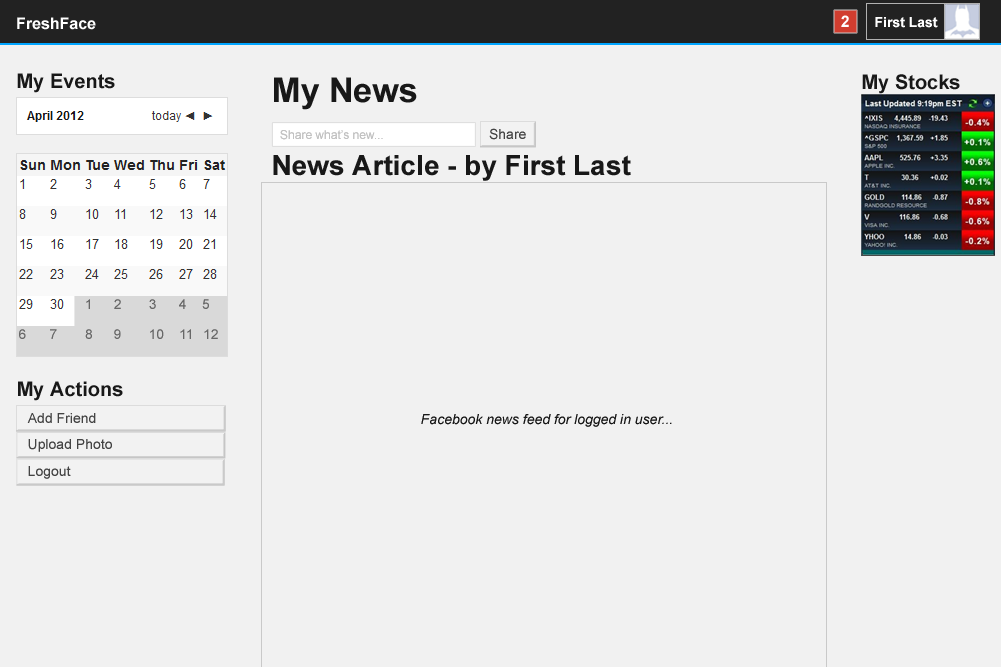 FreshFace
2
First Last
My Events
April 2012 today ◄ ►
Sun Mon Tue Wed Thu Fri Sat
1 2 3 4 5 6 7
8 9 10 11 12 13 14
15 16 17 18 19 20 21
22 23 24 25 26 27 28
29 30 1 2 3 4 5
6 7 8 9 10 11 12
My Actions
Add Friend
Upload Photo
Logout
My News
Share what's new... Share
News Article - by First Last
Facebook news feed for logged in user...
My Stocks
Last Updated 9:19pm EST
^IXIS 4,445.89 -19.43 -0.4%
NASDAQ INSURANCE
^GSPC 1,367.59 +1.85 +0.1%
S&P 500
AAPL 525.76 +3.35 +0.6%
APPLE INC.
T 30.36 +0.02 +0.1%
AT&T INC.
GOLD 114.86 -0.87 -0.8%
RANDGOLD RESOURCE
V 116.86 -0.68 -0.6%
VISA INC.
YHOO 14.86 -0.03 -0.2%
YAHOO! INC.